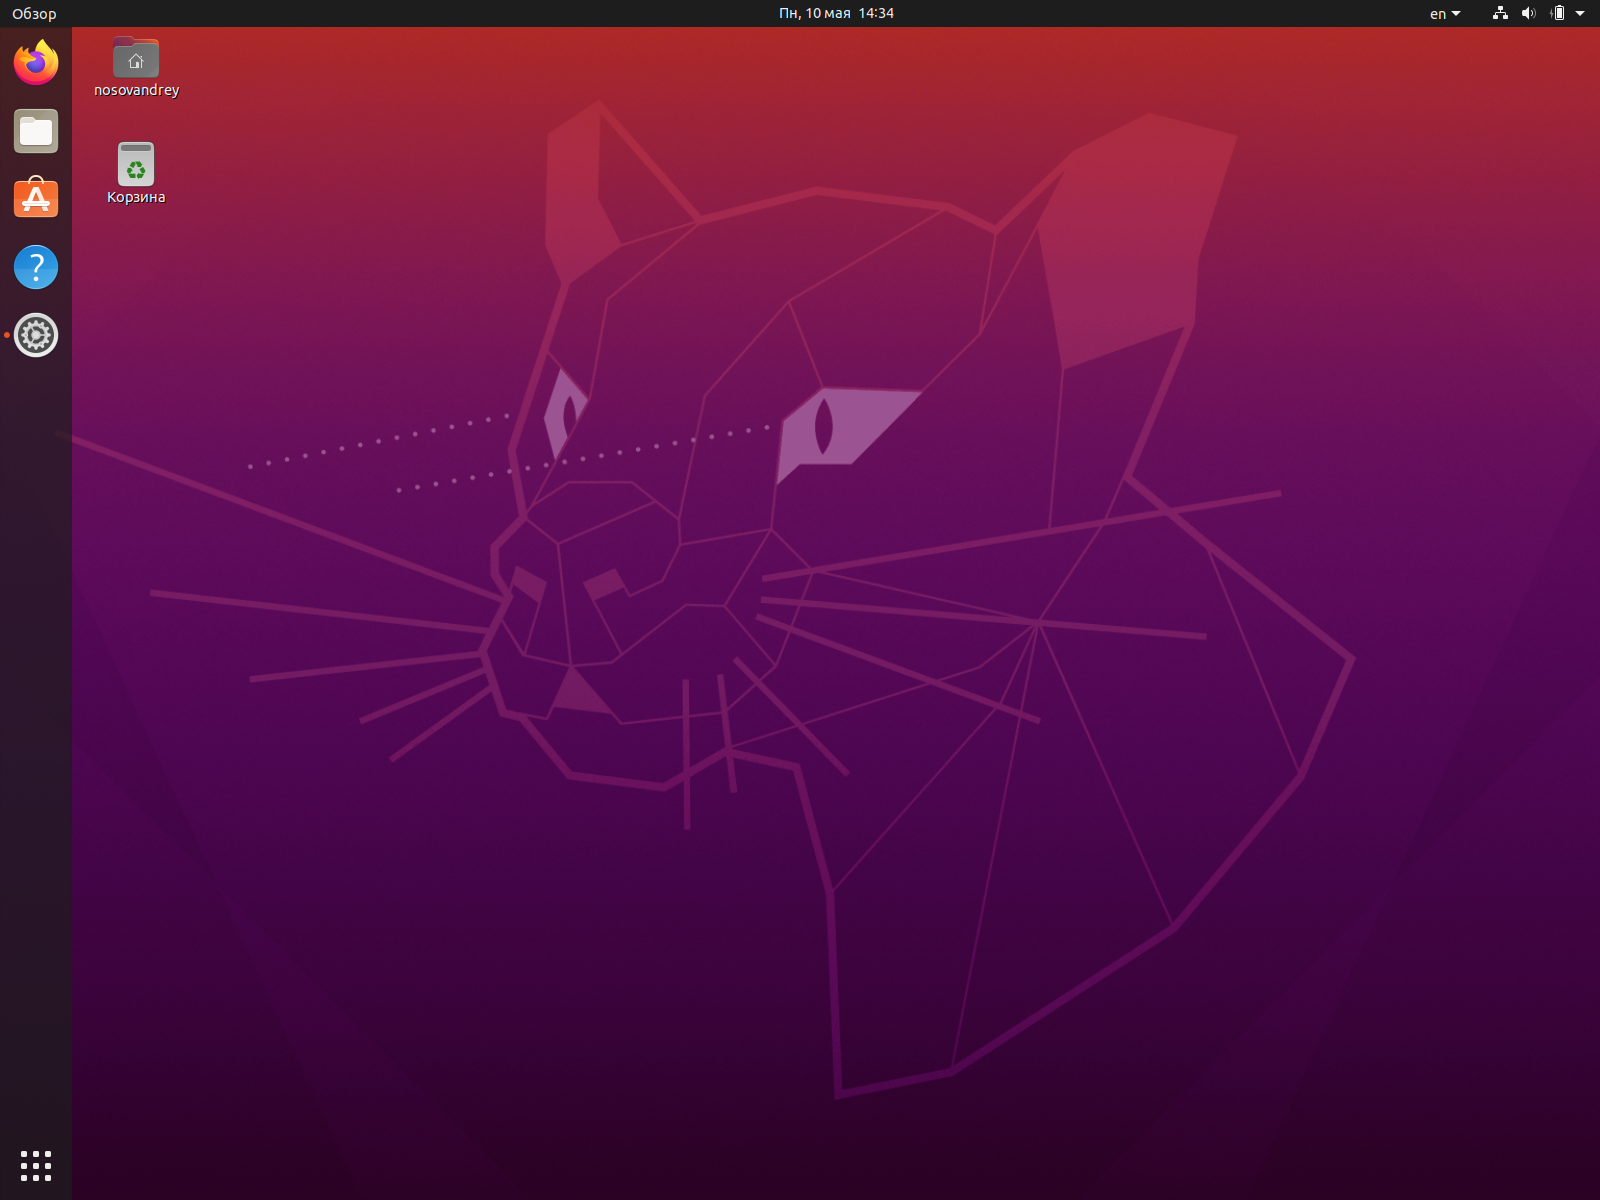 Обзор
Пн, 10 мая 14:34
en
nosovandrey
Корзина